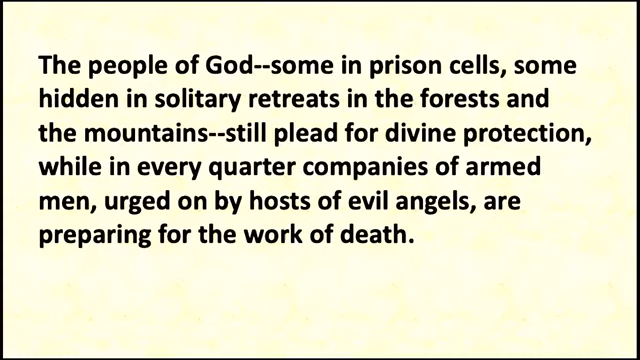 The people of God--some in prison cells, some
hidden in solitary retreats in the forests and
the mountains--still plead for divine protection,
while in every quarter companies of armed
men, urged on by hosts of evil angels, are
preparing for the work of death.